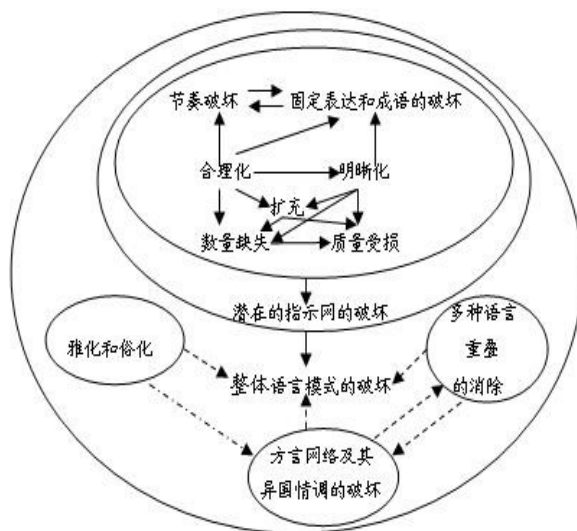 节奏破坏
固定表达和成语的破坏
合理化
明晰化
扩充
数量缺失
质量受损
潜在的指示网的破坏
雅化和俗化
多种语言
重叠
的消除
整体语言模式的破坏
方言网络及其
异国情调的破坏